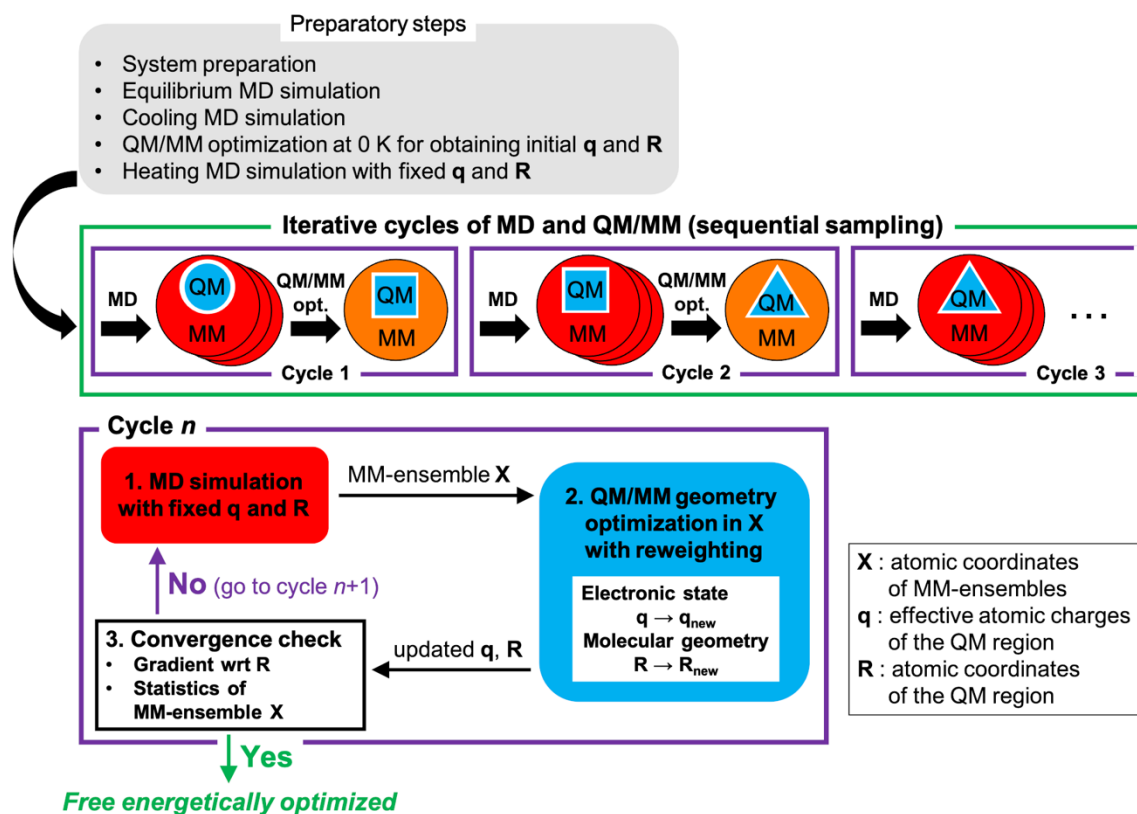 Preparatory steps
• System preparation
• Equilibrium MD simulation
• Cooling MD simulation
• QM/MM optimization at 0 K for obtaining initial q and R
• Heating MD simulation with fixed q and R
Iterative cycles of MD and QM/MM (sequential sampling)
MD
QM
MM
QM/MM
opt.
QM
MM
Cycle 1
MD
QM
MM
QM/MM
opt.
QM
MM
Cycle 2
MD
QM
MM
...
Cycle 3
Cycle n
1. MD simulation
with fixed q and R
MM-ensemble X
2. QM/MM geometry
optimization in X
with reweighting
Electronic state
q → qnew
Molecular geometry
R → Rnew
updated q, R
3. Convergence check
• Gradient wrt R
• Statistics of
MM-ensemble X
No (go to cycle n+1)
Yes
Free energetically optimized
X : atomic coordinates
of MM-ensembles
q : effective atomic charges
of the QM region
R : atomic coordinates
of the QM region